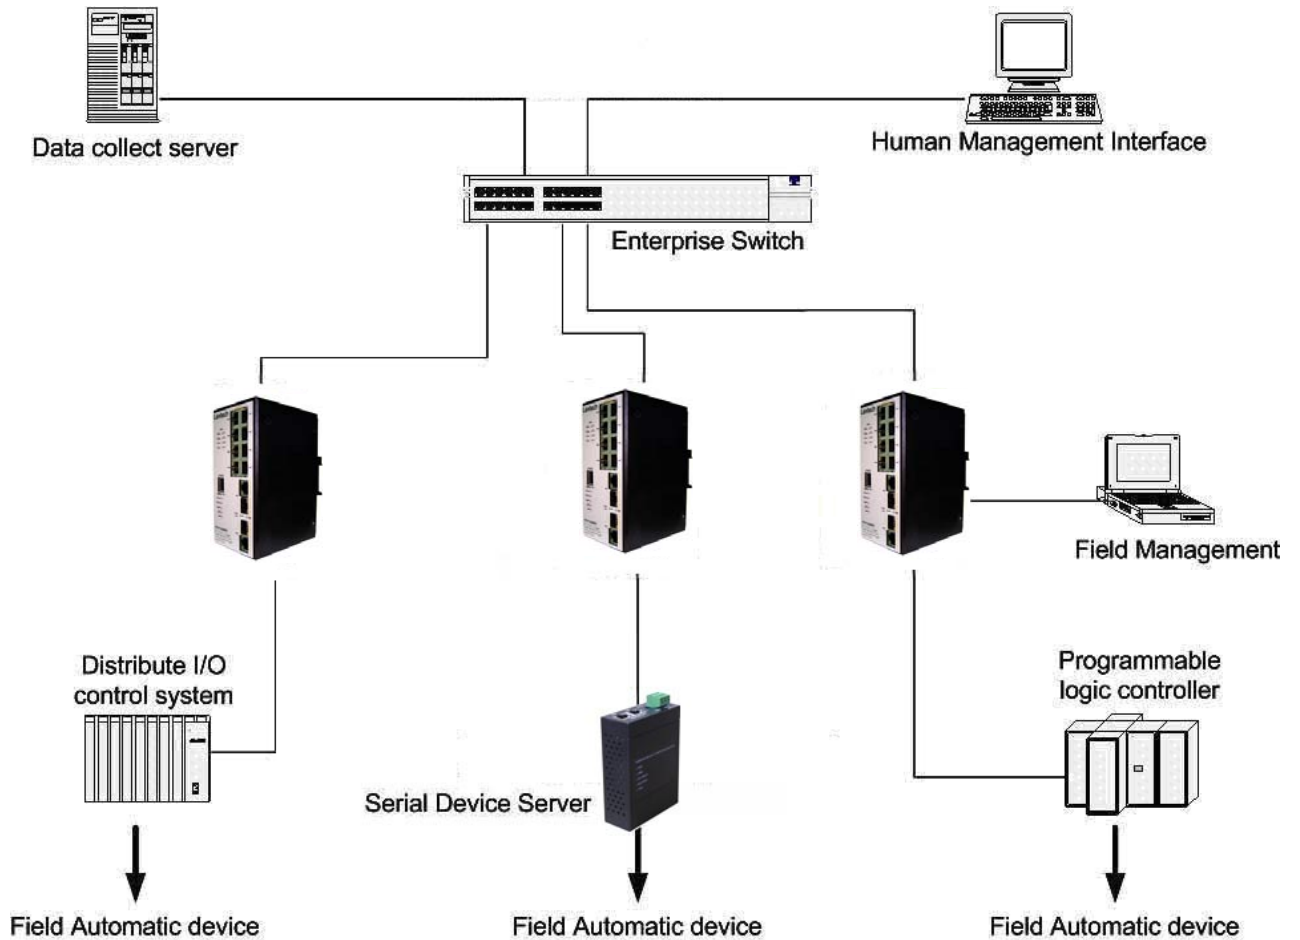 Data collect server
Human Management Interface
Enterprise Switch
Field Management
Distribute I/O
control system
Programmable
logic controller
Serial Device Server
Field Automatic device
Field Automatic device
Field Automatic device